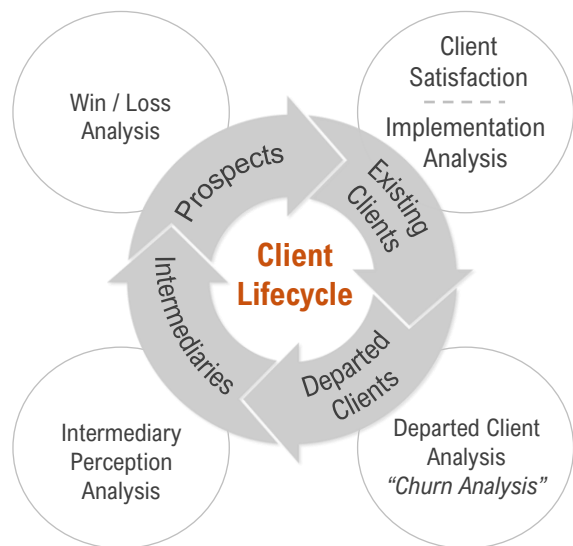 Win / Loss
Analysis
Client
Satisfaction
Implementation
Analysis
Prospects
Existing
Clients
Client
Lifecycle
Intermediaries
Departed
Clients
Intermediary
Perception
Analysis
Departed Client
Analysis
“Churn Analysis”